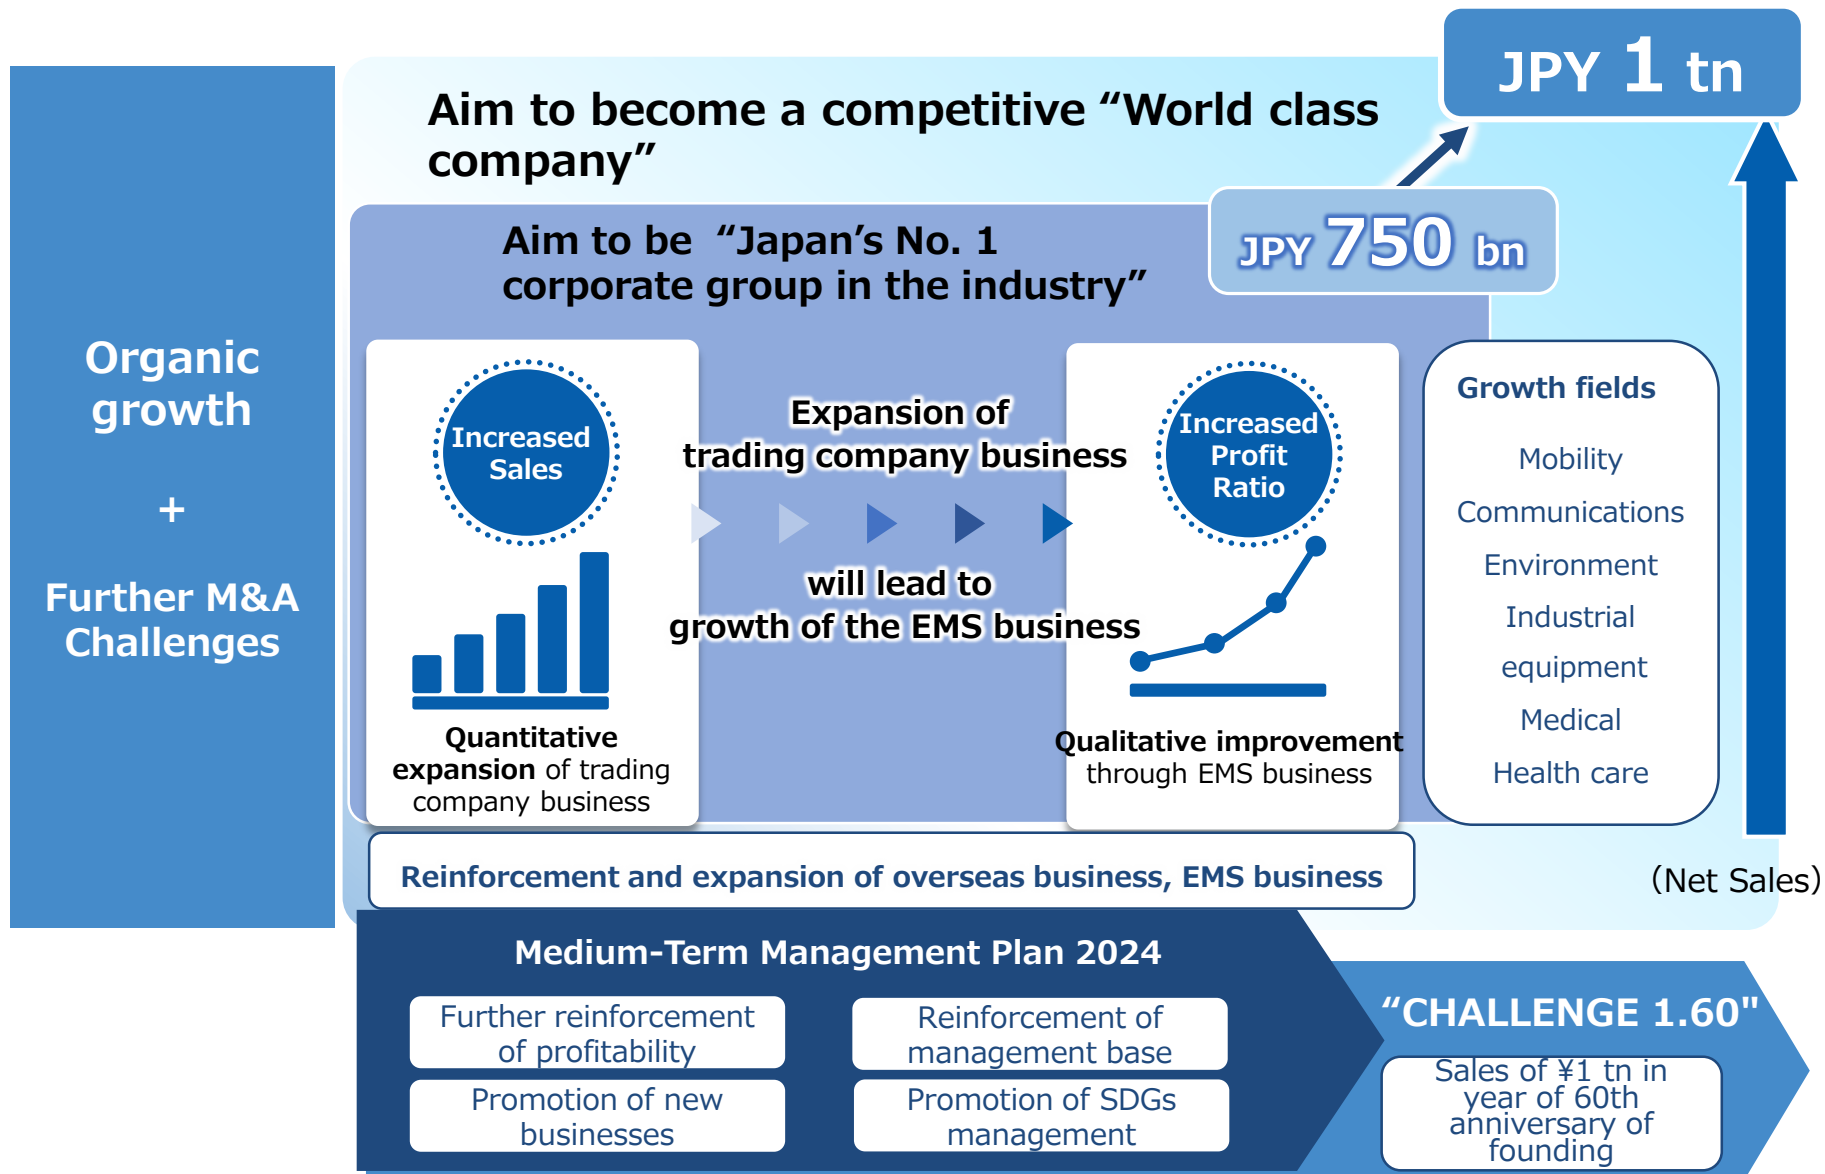 JPY 1 tn
Aim to become a competitive “World class
company”
JPY 750 bn
Aim to be “Japan’s No. 1
corporate group in the industry”
Organic
growth
+
Further M&A
Challenges
Increased
Sales
Quantitative
expansion of trading
company business
Expansion of
trading company business
will lead to
growth of the EMS business
Increased
Profit
Ratio
Qualitative improvement
through EMS business
Growth fields
Mobility
Communications
Environment
Industrial
equipment
Medical
Health care
Reinforcement and expansion of overseas business, EMS business
（Net Sales）
Medium-Term Management Plan 2024
Further reinforcement
of profitability
Reinforcement of
management base
Promotion of new
businesses
Promotion of SDGs
management
“CHALLENGE 1.60"
Sales of ¥1 tn in
year of 60th
anniversary of
founding